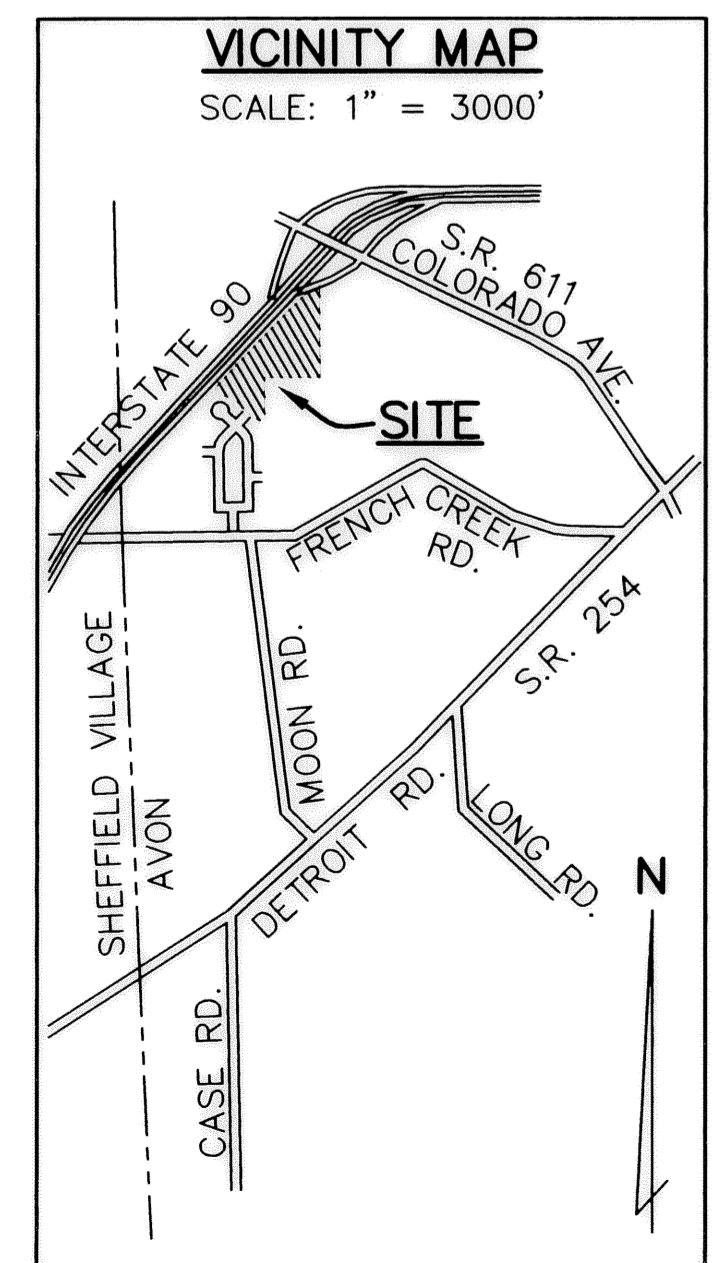 VICINITY MAP
SCALE: 1" = 3000'
S.R. 611
COLORADO AVE.
INTERSTATE 90
SITE
FRENCH CREEK
RD.
S.R. 254
MOON RD.
SHEFFIELD VILLAGE
AVON
DETROIT RD.
LONG RD.
N
CASE RD.